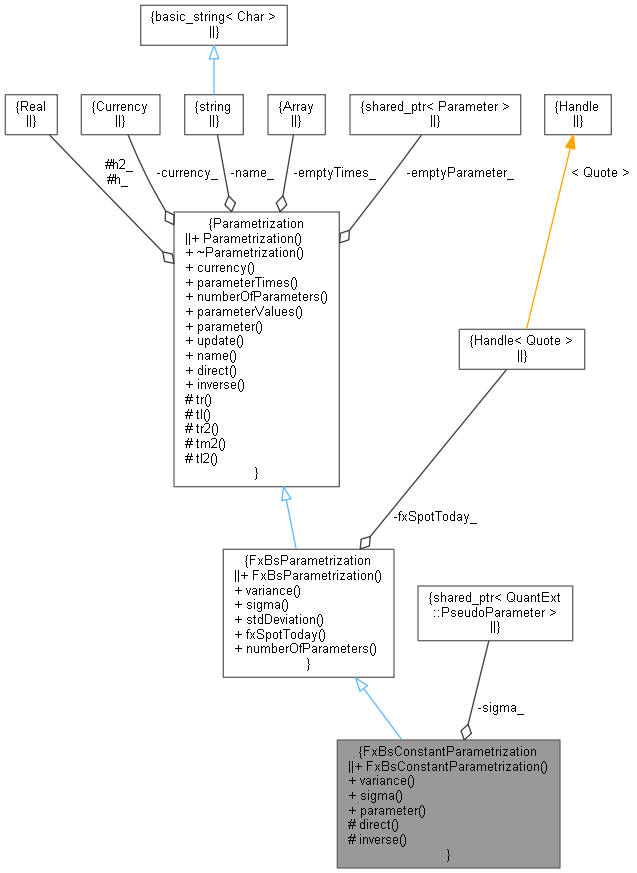 {basic_string< Char >
||}
{Real
||}
{Currency
||}
{string
||}
{Array
||}
{shared_ptr< Parameter >
||}
{Handle
||}
#h2_
#h_
-currency_
-name_
-emptyTimes_
-emptyParameter_
< Quote >
{Parametrization
||+ Parametrization()
+ ~Parametrization()
+ currency()
+ parameterTimes()
+ numberOfParameters()
+ parameterValues()
+ parameter()
+ update()
+ name()
+ direct()
+ inverse()
# tr()
# tl()
# tr2()
# tm2()
# tl2()
}
{Handle< Quote >
||}
-fxSpotToday_
{FxBsParametrization
||+ FxBsParametrization()
+ variance()
+ sigma()
+ stdDeviation()
+ fxSpotToday()
+ numberOfParameters()
}
{shared_ptr< QuantExt
::PseudoParameter >
||}
-sigma_
{FxBsConstantParametrization
||+ FxBsConstantParametrization()
+ variance()
+ sigma()
+ parameter()
# direct()
# inverse()
}